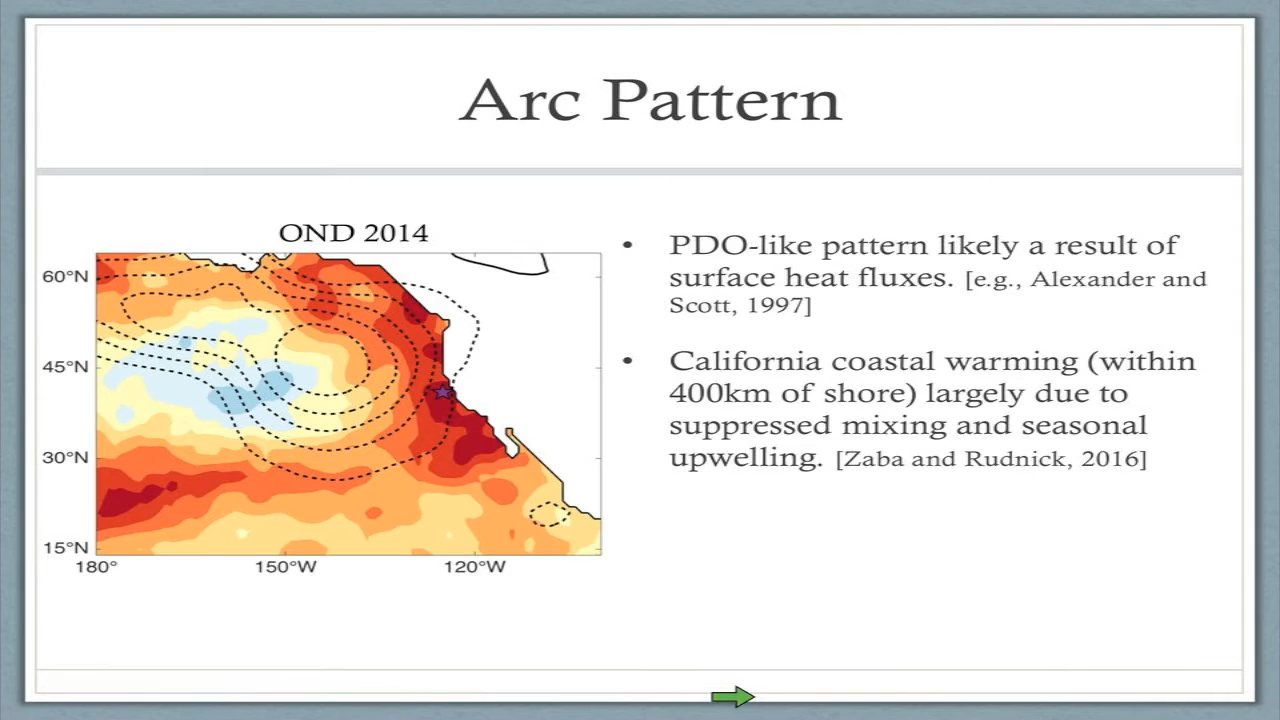 Arc Pattern
OND 2014
60°N
45°N
30°N
15°N
180°
150°W
120°W
• PDO-like pattern likely a result of
surface heat fluxes. [e.g., Alexander and
Scott, 1997]
• California coastal warming (within
400km of shore) largely due to
suppressed mixing and seasonal
upwelling. [Zaba and Rudnick, 2016]